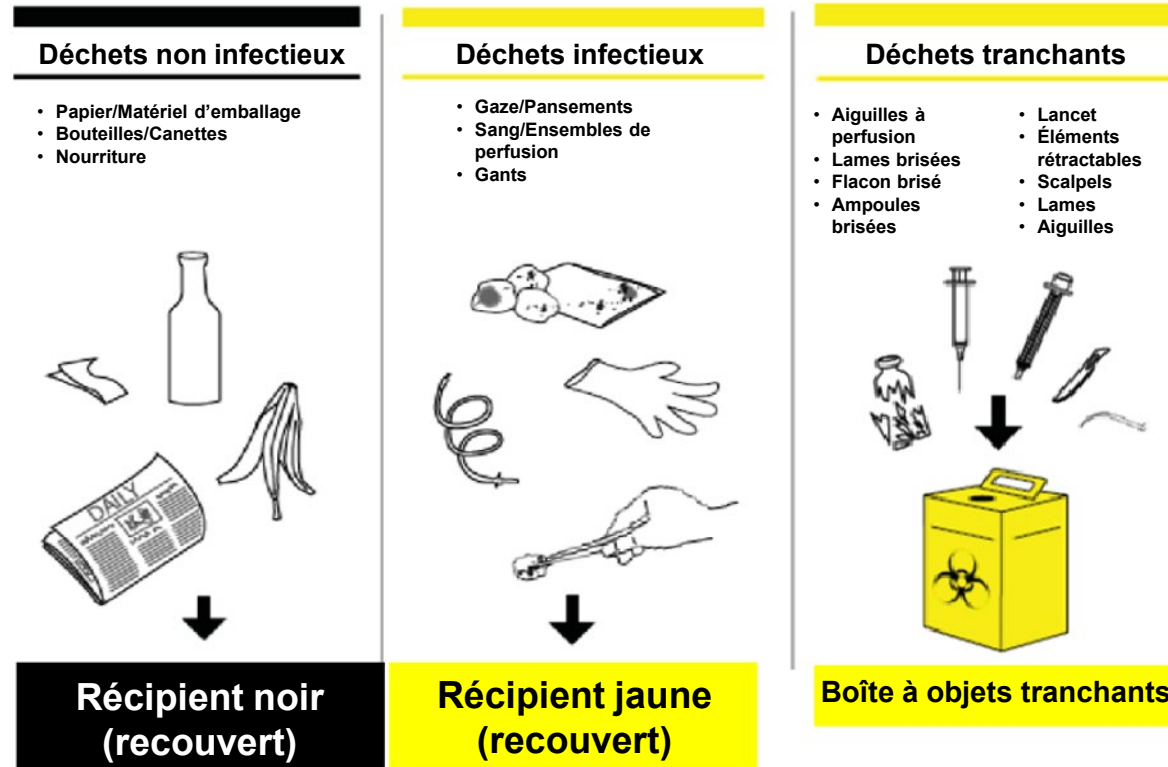 Déchets non infectieux
• Papier/Matériel d'emballage
• Bouteilles/Canettes
• Nourriture
DAILY
Récipient noir
(recouvert)
Déchets infectieux
• Gaze/Pansements
• Sang/Ensembles de
perfusion
• Gants
Récipient jaune
(recouvert)
Déchets tranchants
• Aiguilles à
perfusion
• Lames brisées
• Flacon brisé
• Ampoules
brisées
• Lancet
• Éléments
rétractables
• Scalpels
• Lames
• Aiguilles
Boîte à objets tranchants